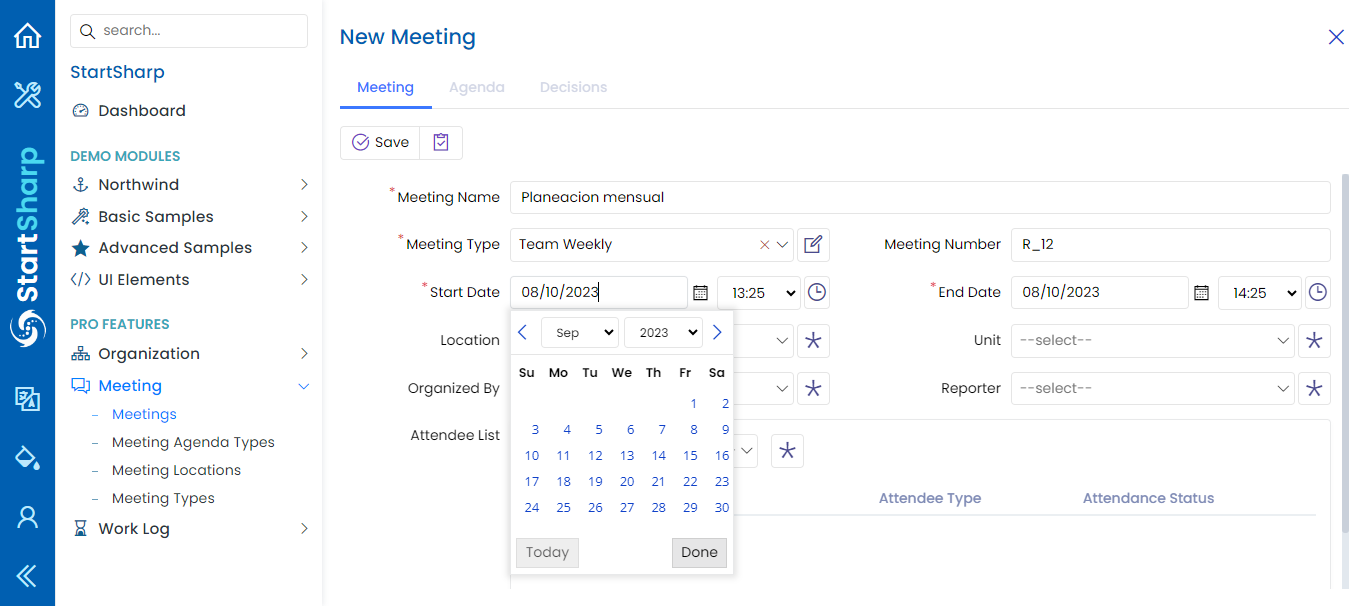 StartSharp
search...
StartSharp
Dashboard
DEMO MODULES
Northwind
Basic Samples
Advanced Samples
UI Elements
PRO FEATURES
Organization
Meeting
Meetings
Meeting Agenda Types
Meeting Locations
Meeting Types
Work Log
New Meeting
Meeting Agenda Decisions
Save
* Meeting Name Planeacion mensual
* Meeting Type Team Weekly Meeting Number R_12
* Start Date 08/10/2023 13:25 * End Date 08/10/2023 14:25
Location Unit --select--
Organized By Reporter --select--
Attendee List
Attendee Type Attendance Status
Sep 2023
Su Mo Tu We Th Fr Sa
1 2
3 4 5 6 7 8 9
10 11 12 13 14 15 16
17 18 19 20 21 22 23
24 25 26 27 28 29 30
Today Done